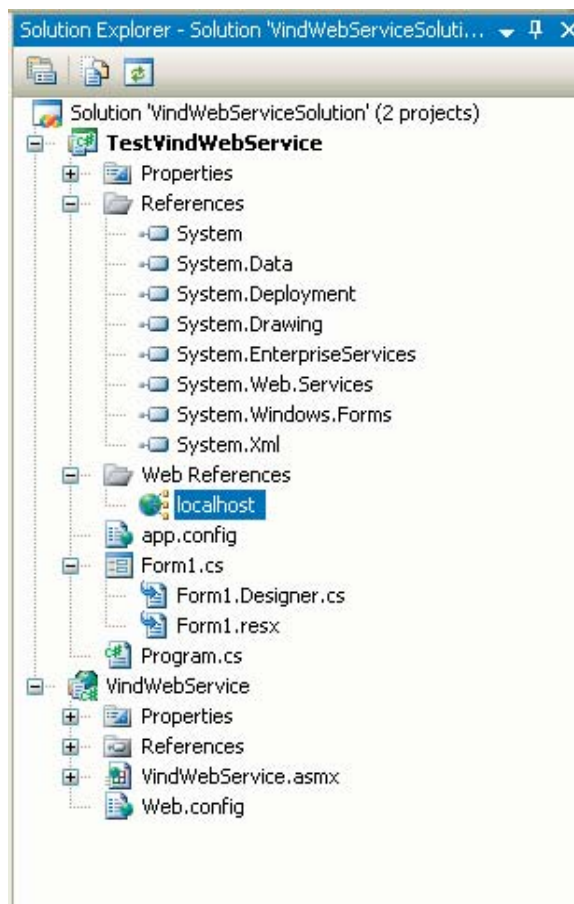 Solution Explorer - Solution 'VindWebServiceSoluti...
Solution 'VindWebServiceSolution' (2 projects)
TestVindWebService
Properties
References
System
System.Data
System.Deployment
System.Drawing
System.EnterpriseServices
System.Web.Services
System.Windows.Forms
System.Xml
Web References
localhost
app.config
Form1.cs
Form1.Designer.cs
Form1.resx
Program.cs
VindWebService
Properties
References
VindWebService.asmx
Web.config